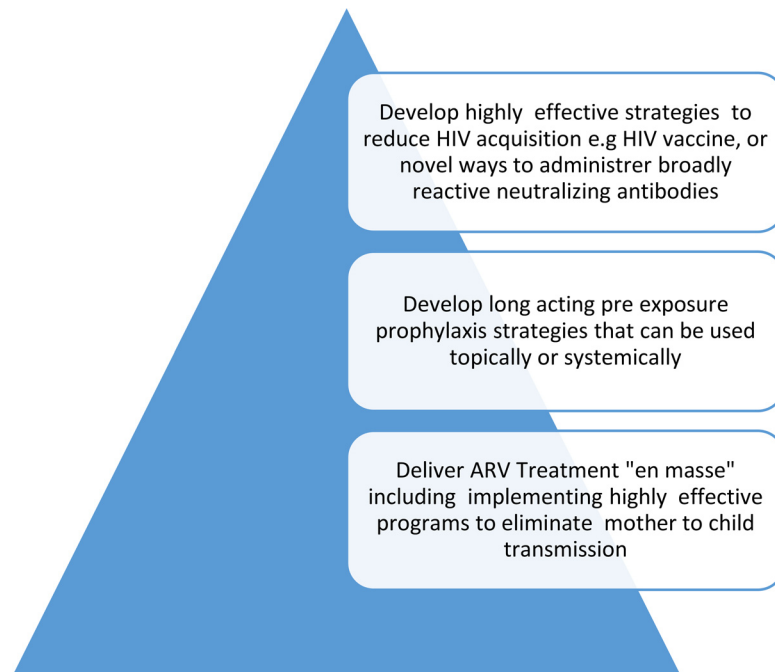 Develop highly effective strategies to
reduce HIV acquisition e.g HIV vaccine, or
novel ways to administrer broadly
reactive neutralizing antibodies
Develop long acting pre exposure
prophylaxis strategies that can be used
topically or systemically
Deliver ARV Treatment "en masse"
including implementing highly effective
programs to eliminate mother to child
transmission